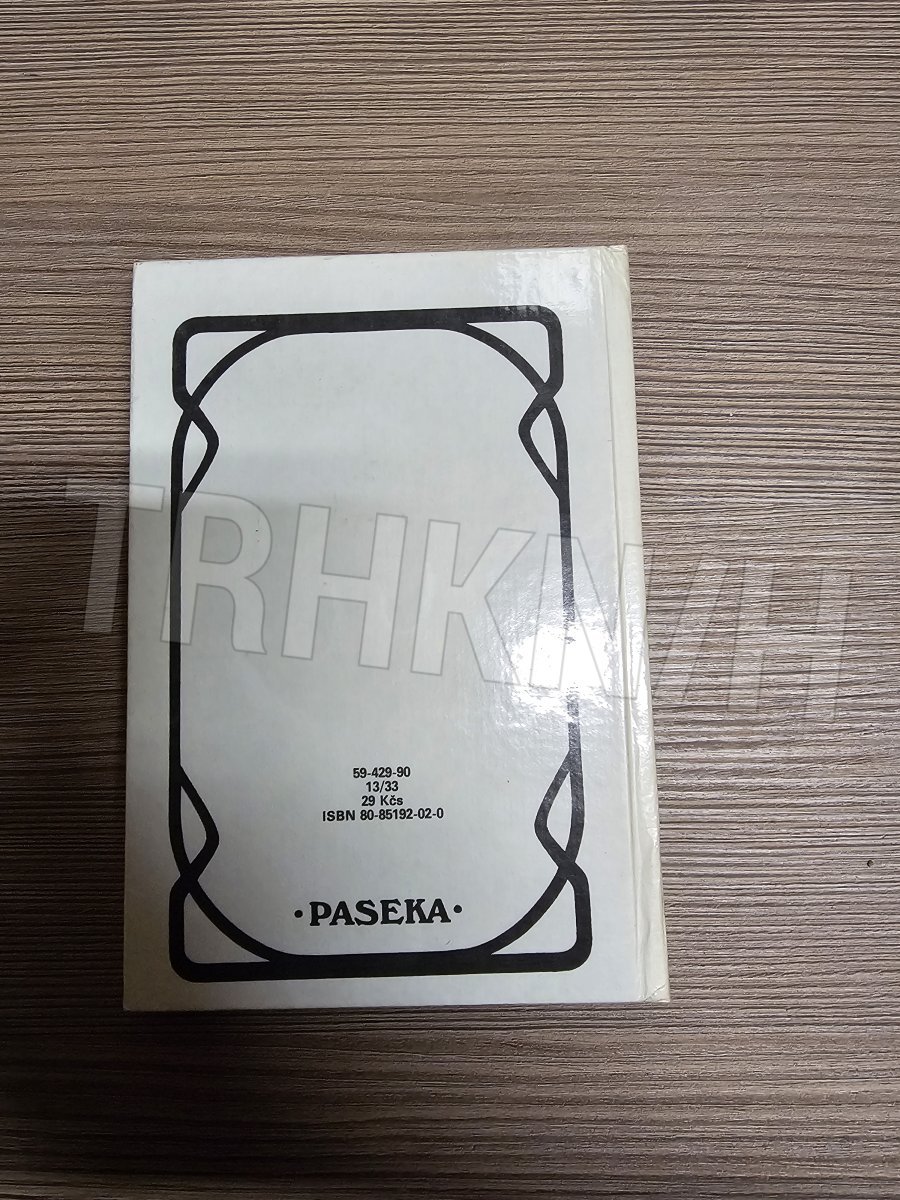 TRHKNIH
59-429-90
13/33
29 Kčs
ISBN 80-85192-02-0
·PASEKA·